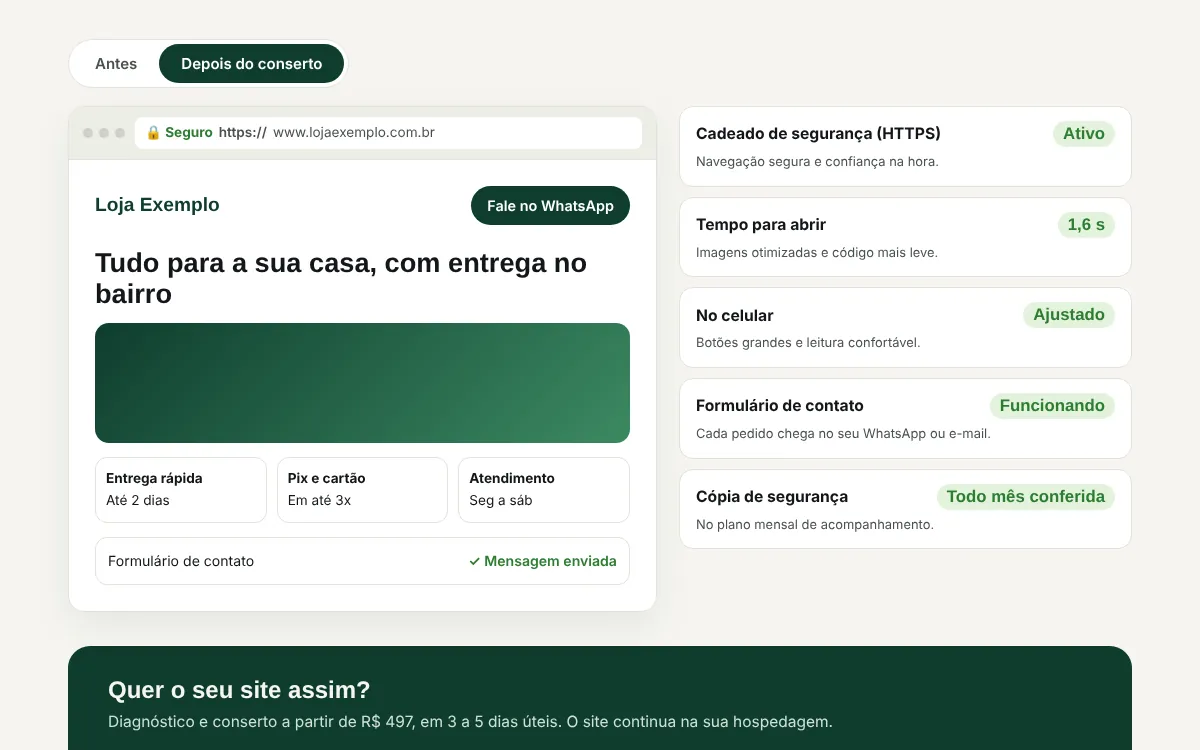 Antes
Depois do conserto
🔒 Seguro https:// www.lojaexemplo.com.br
Loja Exemplo
Fale no WhatsApp
Tudo para a sua casa, com entrega no
bairro
Entrega rápida
Até 2 dias
Pix e cartão
Em até 3x
Atendimento
Seg a sáb
Formulário de contato
✓ Mensagem enviada
Cadeado de segurança (HTTPS)
Ativo
Navegação segura e confiança na hora.
Tempo para abrir
1,6 s
Imagens otimizadas e código mais leve.
No celular
Ajustado
Botões grandes e leitura confortável.
Formulário de contato
Funcionando
Cada pedido chega no seu WhatsApp ou e-mail.
Cópia de segurança
Todo mês conferida
No plano mensal de acompanhamento.
Quer o seu site assim?
Diagnóstico e conserto a partir de R$ 497, em 3 a 5 dias úteis. O site continua na sua hospedagem.